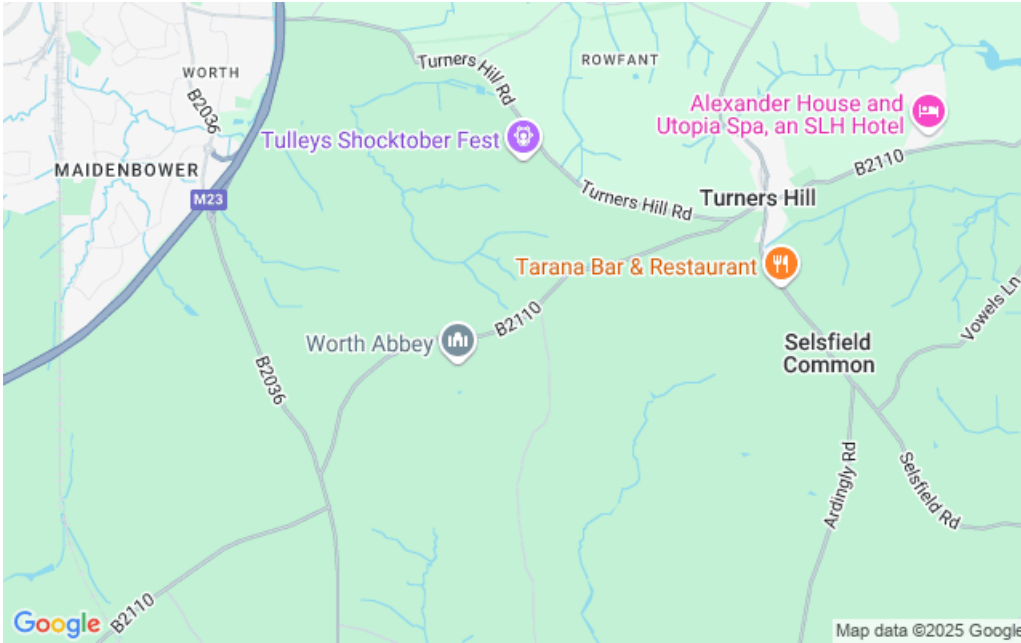 Turners Hill Rd
ROWFANT
WORTH
B2036
Alexander House and
Utopia Spa, an SLH Hotel
Tulleys Shocktober Fest
MAIDENBOWER
B2110
M23
Turners Hill Rd
Turners Hill
Tarana Bar & Restaurant
B2110
Vowels Ln
Worth Abbey
Selsfield
Common
B2036
Ardingly Rd
Selsfield Rd
B2110
Google
Map data ©2025 Google